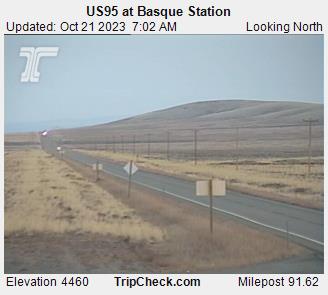 US95 at Basque Station
Updated: Oct 21 2023 7:02 AM Looking North
Elevation 4460 TripCheck.com Milepost 91.62